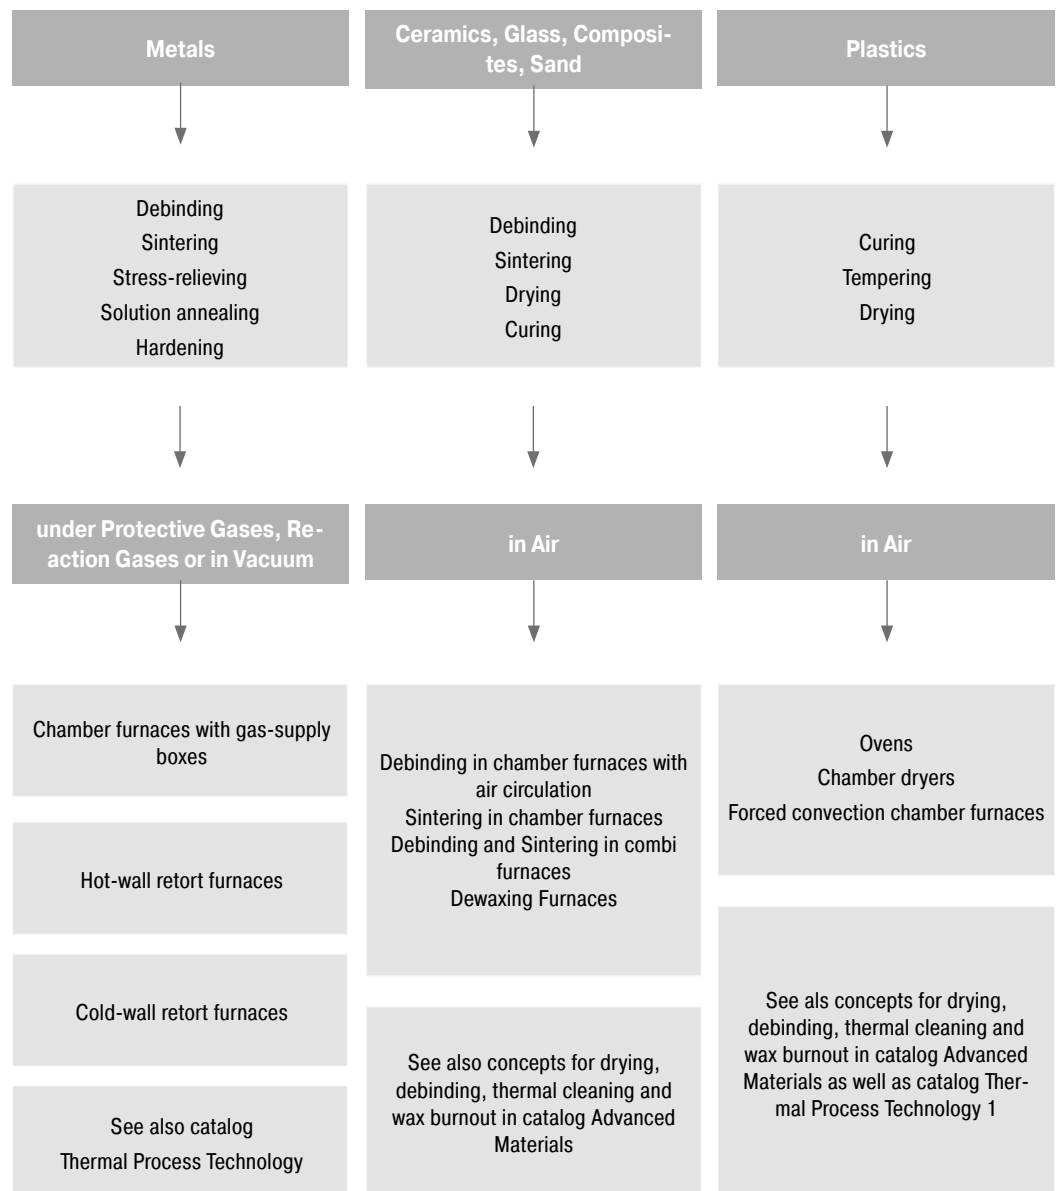 Metals
Ceramics, Glass, Composi-
tes, Sand
Plastics
Debinding
Sintering
Stress-relieving
Solution annealing
Hardening
Debinding
Sintering
Drying
Curing
Curing
Tempering
Drying
under Protective Gases, Re-
action Gases or in Vacuum
in Air
in Air
Chamber furnaces with gas-supply
boxes
Hot-wall retort furnaces
Cold-wall retort furnaces
See also catalog
Thermal Process Technology
Debinding in chamber furnaces with
air circulation
Sintering in chamber furnaces
Debinding and Sintering in combi
furnaces
Dewaxing Furnaces
See also concepts for drying,
debinding, thermal cleaning and
wax burnout in catalog Advanced
Materials
Ovens
Chamber dryers
Forced convection chamber furnaces
See als concepts for drying,
debinding, thermal cleaning and
wax burnout in catalog Advanced
Materials as well as catalog Ther-
mal Process Technology 1